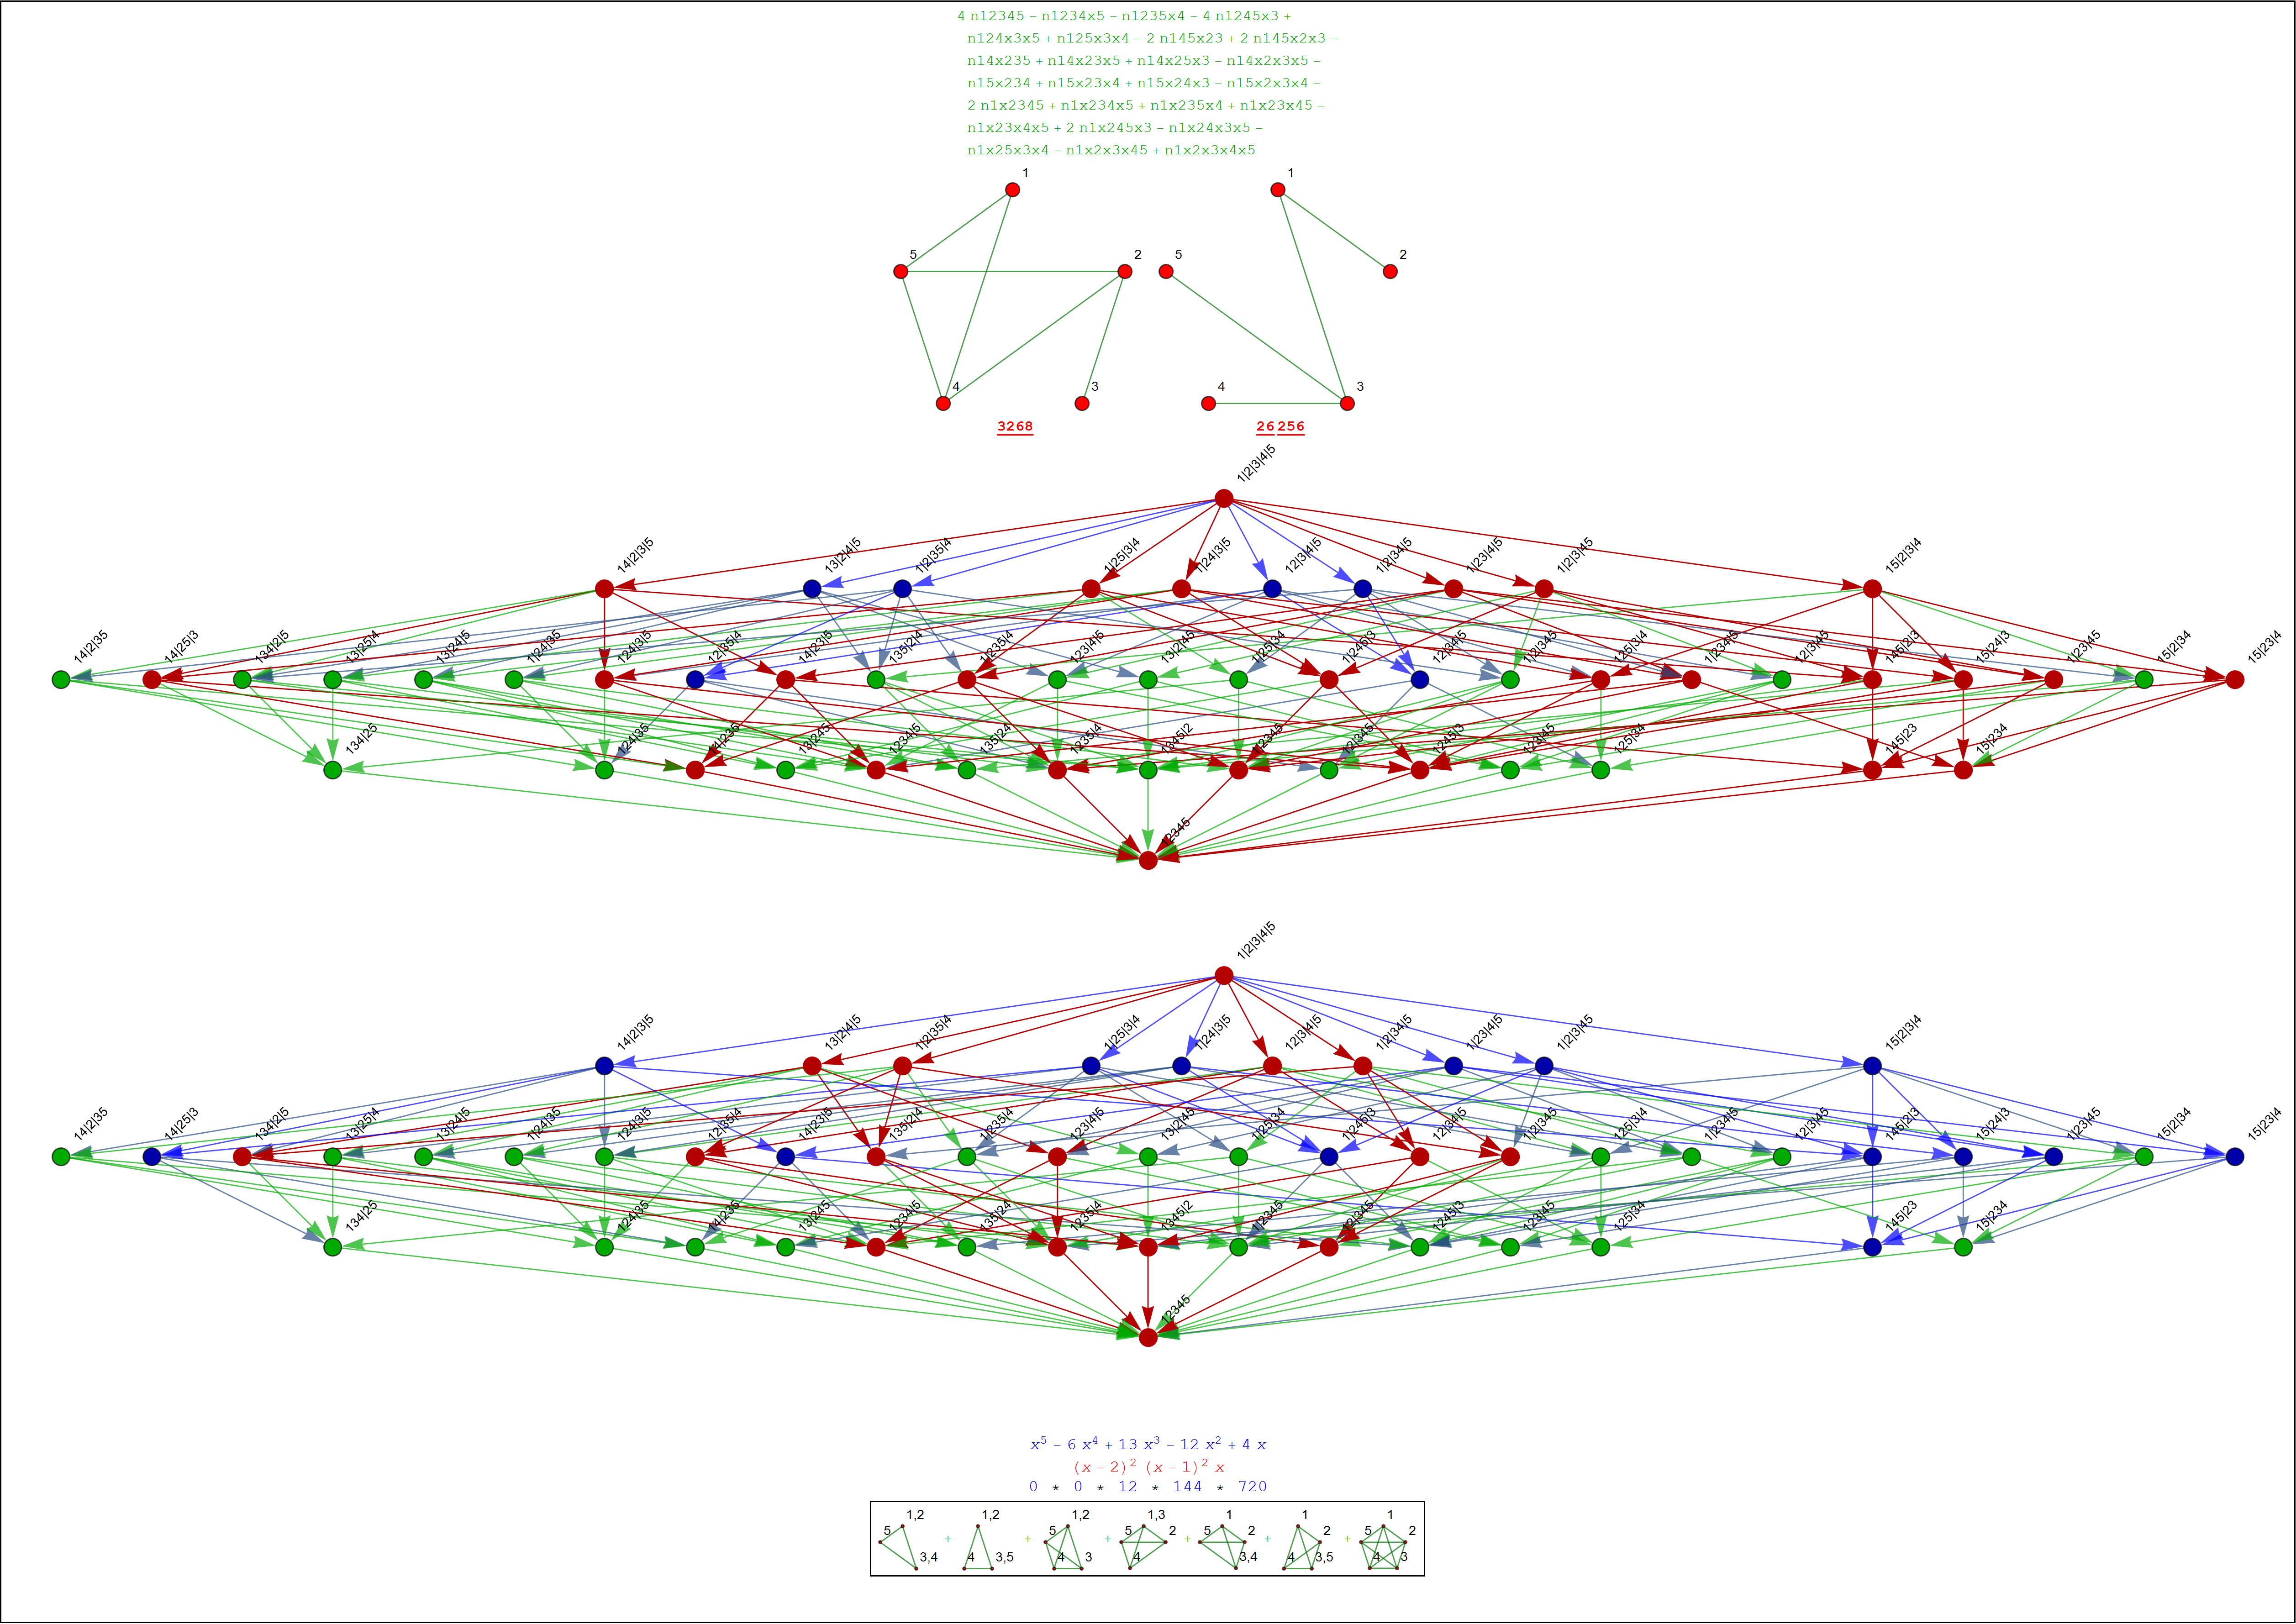 4 n12345 − n1234x5 − n1235x4 − 4 n1245x3 +
n124x3x5 + n125x3x4 − 2 n145x23 + 2 n145x2x3 −
n14x235 + n14x23x5 + n14x25x3 − n14x2x3x5 −
n15x234 + n15x23x4 + n15x24x3 − n15x2x3x4 −
2 n1x2345 + n1x234x5 + n1x235x4 + n1x23x45 −
n1x23x4x5 + 2 n1x245x3 − n1x24x3x5 −
n1x25x3x4 − n1x2x3x45 + n1x2x3x4x5
1 1
5 2 5 2
4 3 4 3
3268 26 256
1|2|3|4|5
14|2|3|5 13|2|4|5 1|2|35|4 1|25|3|4 1|24|3|5 12|3|4|5 1|2|34|5 1|23|4|5 1|2|3|45 15|2|3|4
14|2|35 14|25|3 134|2|5 13|25|4 13|24|5 1|24|35 124|3|5 12|35|4 14|23|5 135|2|4 1|235|4 123|4|5 13|2|45 1|25|34 1|245|3 12|34|5 1|2|345 125|3|4 1|234|5 12|3|45 145|2|3 15|24|3 1|23|45 15|2|34 15|23|4
134|25 124|35 14|235 13|245 1234|5 135|24 1235|4 1345|2 1|2345 12|345 1245|3 123|45 125|34 145|23 15|234
12345
1|2|3|4|5
14|2|3|5 13|2|4|5 1|2|35|4 1|25|3|4 1|24|3|5 12|3|4|5 1|2|34|5 1|23|4|5 1|2|3|45 15|2|3|4
14|2|35 14|25|3 134|2|5 13|25|4 13|24|5 1|24|35 124|3|5 12|35|4 14|23|5 135|2|4 1|235|4 123|4|5 13|2|45 1|25|34 1|245|3 12|34|5 1|2|345 125|3|4 1|234|5 12|3|45 145|2|3 15|24|3 1|23|45 15|2|34 15|23|4
134|25 124|35 14|235 13|245 1234|5 135|24 1235|4 1345|2 1|2345 12|345 1245|3 123|45 125|34 145|23 15|234
12345
x⁵ − 6 x⁴ + 13 x³ − 12 x² + 4 x
(x − 2)² (x − 1)² x
0 * 0 * 12 * 144 * 720
1,2 1,2 1,2 1,3 1 1 1
5 + + 5 + 5 2 + 5 2 + 2 + 5 2
3,4 4 3,5 4 3 4 3,4 4 3,5 4 3